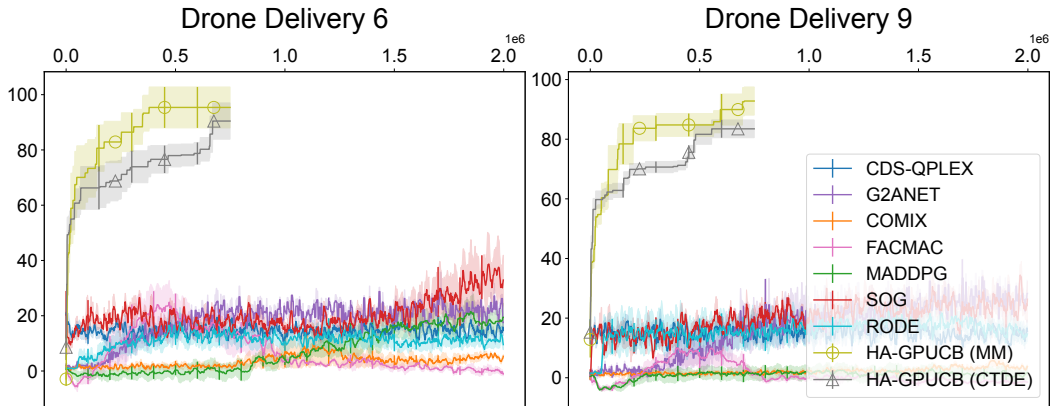 Drone Delivery 6
Drone Delivery 9
1e6
1e6
0.0 0.5 1.0 1.5 2.0
0.0 0.5 1.0 1.5 2.0
100
80
60
40
20
0
100
80
60
40
20
0
CDS-QPLEX
G2ANET
COMIX
FACMAC
MADDPG
SOG
RODE
HA-GPUCB (MM)
HA-GPUCB (CTDE)